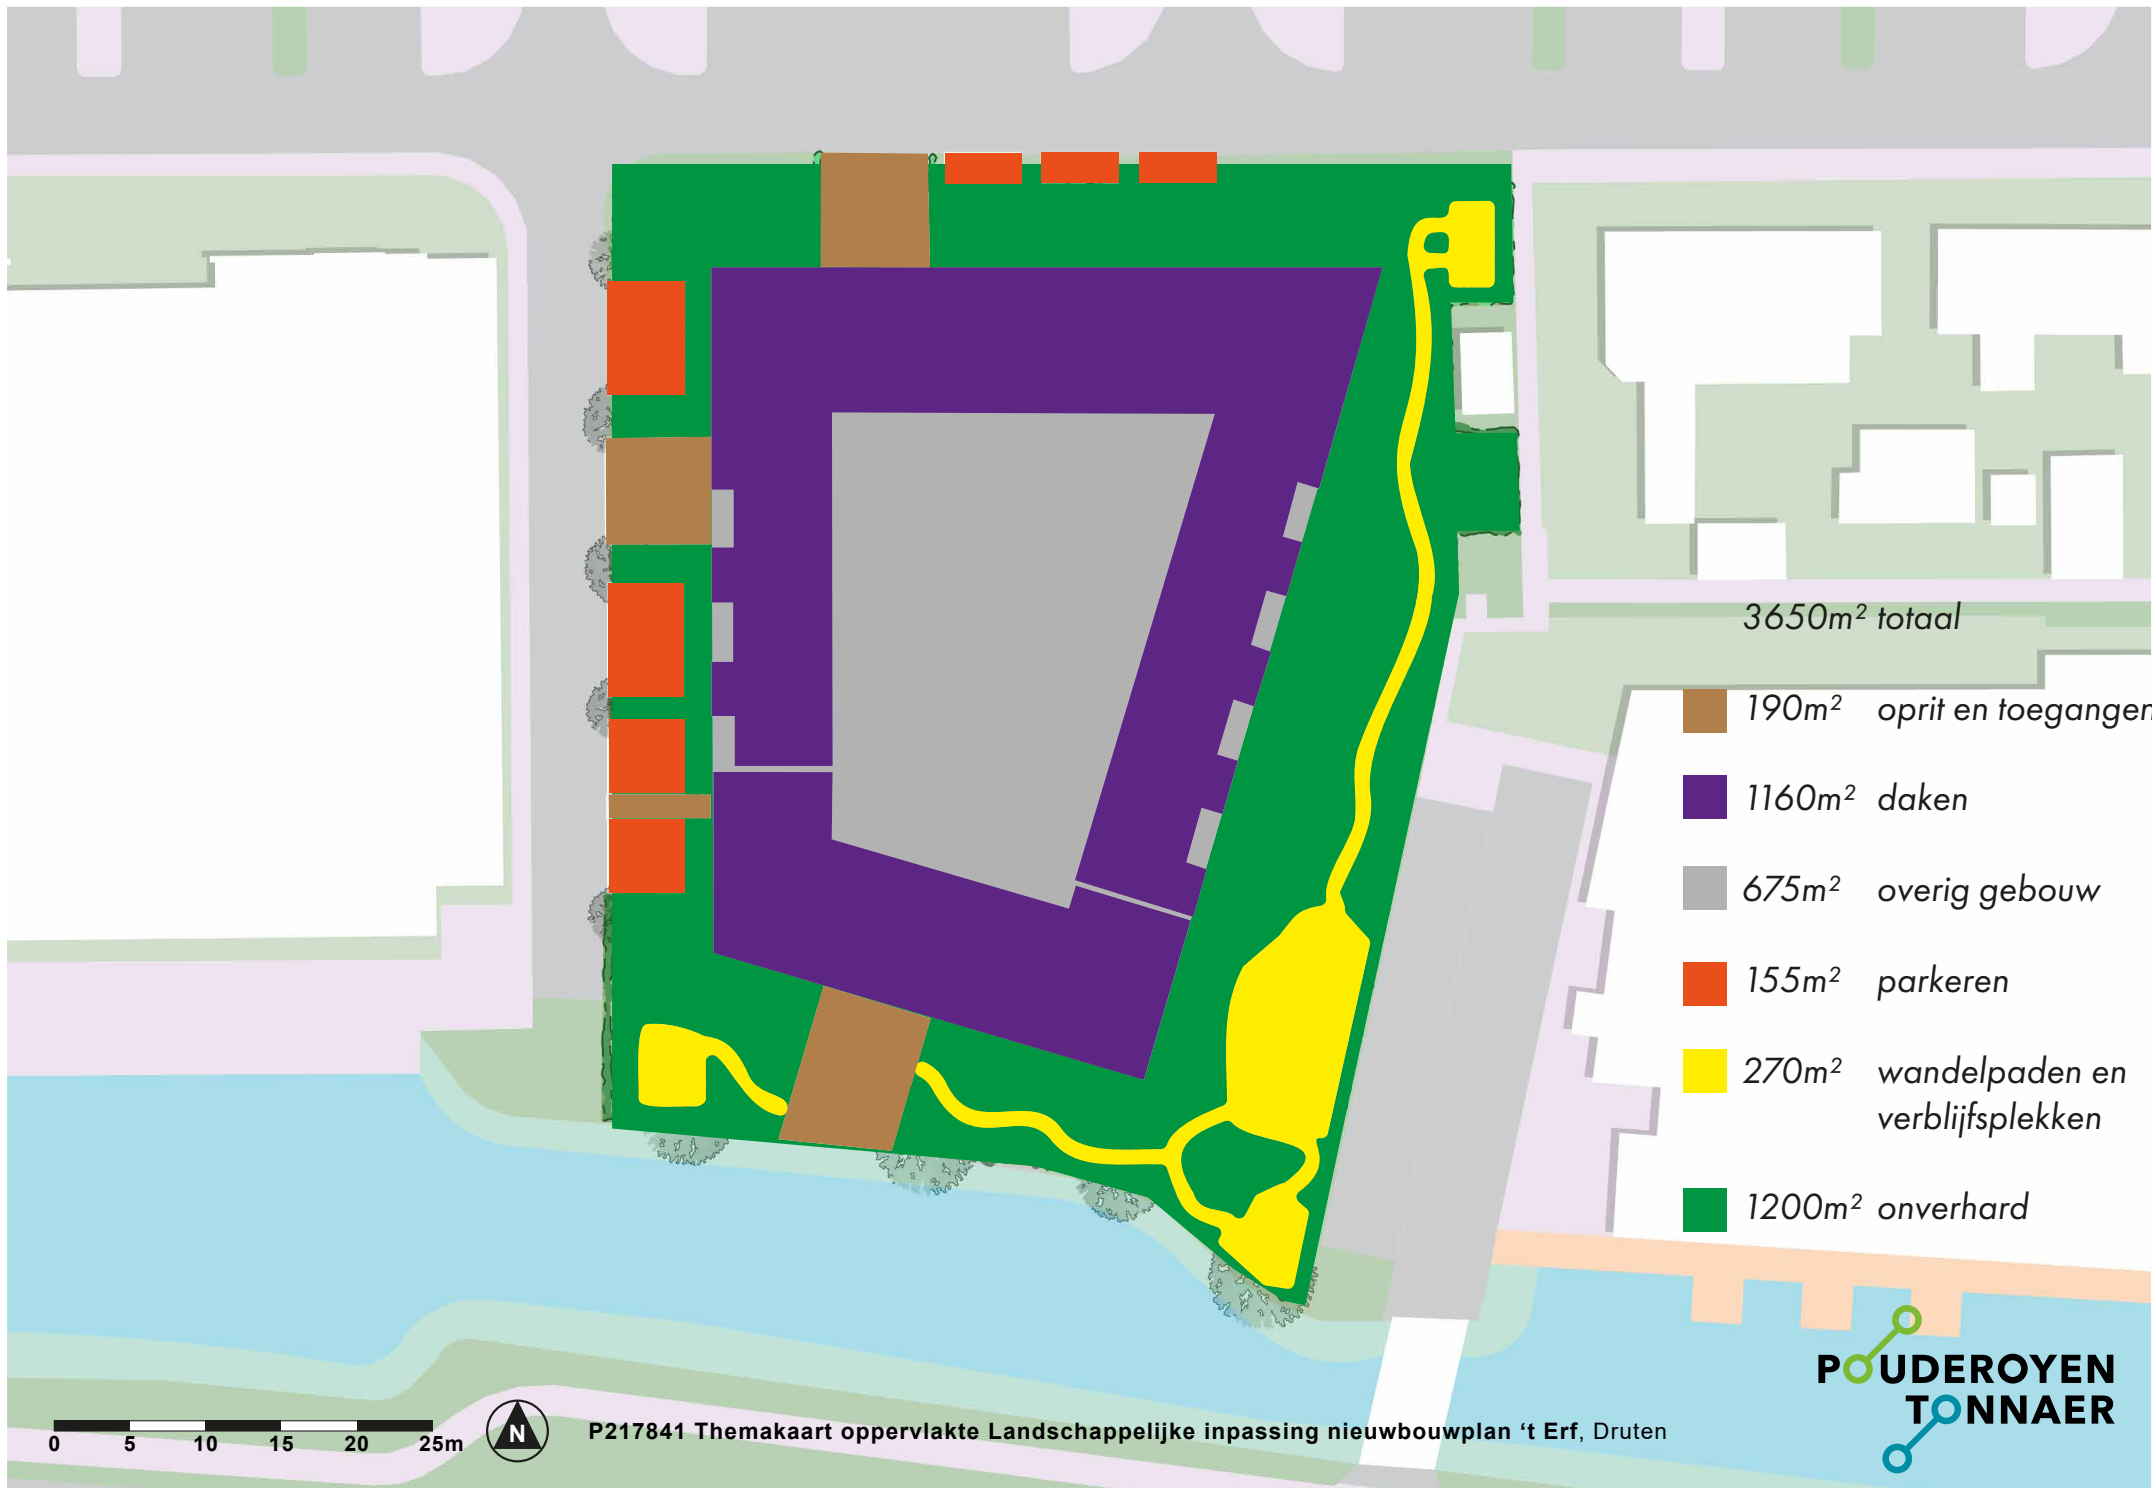 3650m² totaal
190m² oprit en toegangen
1160m² daken
675m² overig gebouw
155m² parkeren
270m² wandelpaden en
verblijfsplekken
1200m² onverhard
POUDEROYEN
TONNAER
0 5 10 15 20 25m
N
P217841 Themakaart oppervlakte Landschappelijke inpassing nieuwbouwplan ‘t Erf, Druten